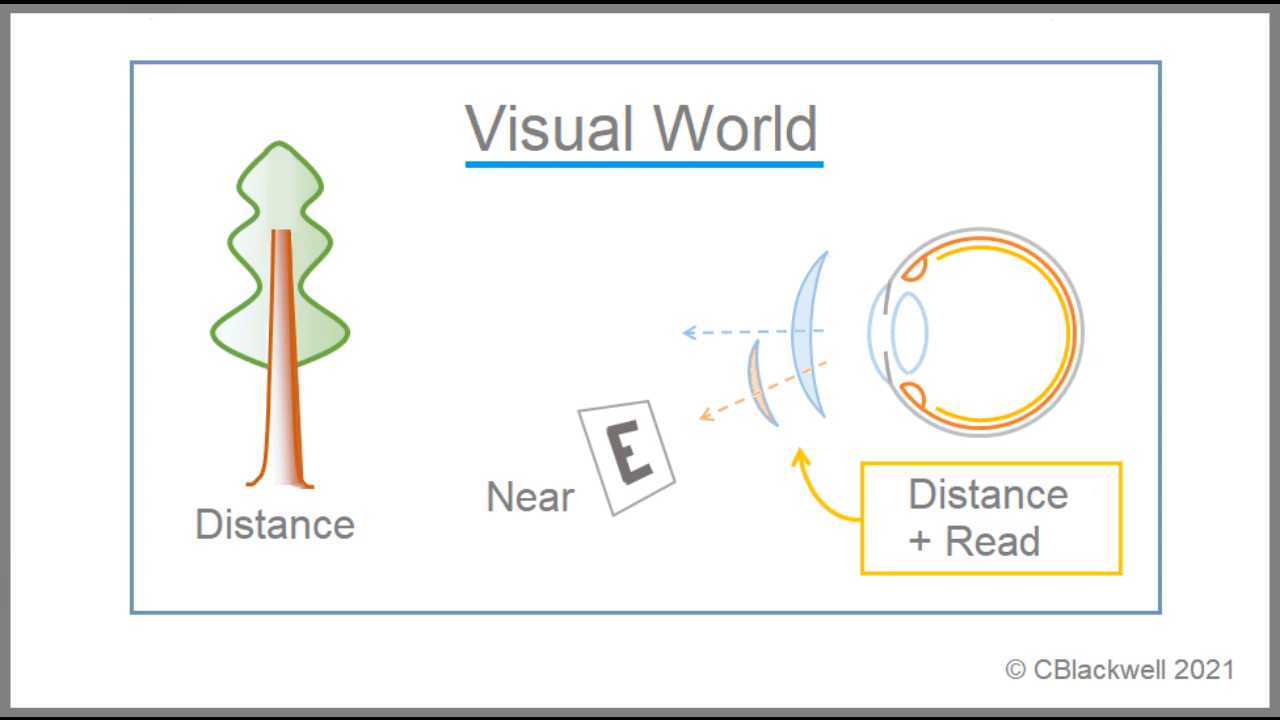 Visual World
E
Near
Distance
Distance
+ Read
© CBlackwell 2021